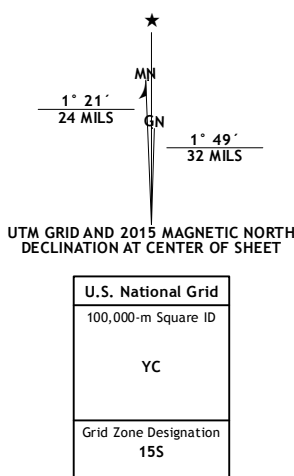 ★
MN
1° 21´
24 MILS
GN
1° 49´
32 MILS
UTM GRID AND 2015 MAGNETIC NORTH
DECLINATION AT CENTER OF SHEET
U.S. National Grid
100,000-m Square ID
YC
Grid Zone Designation
15S